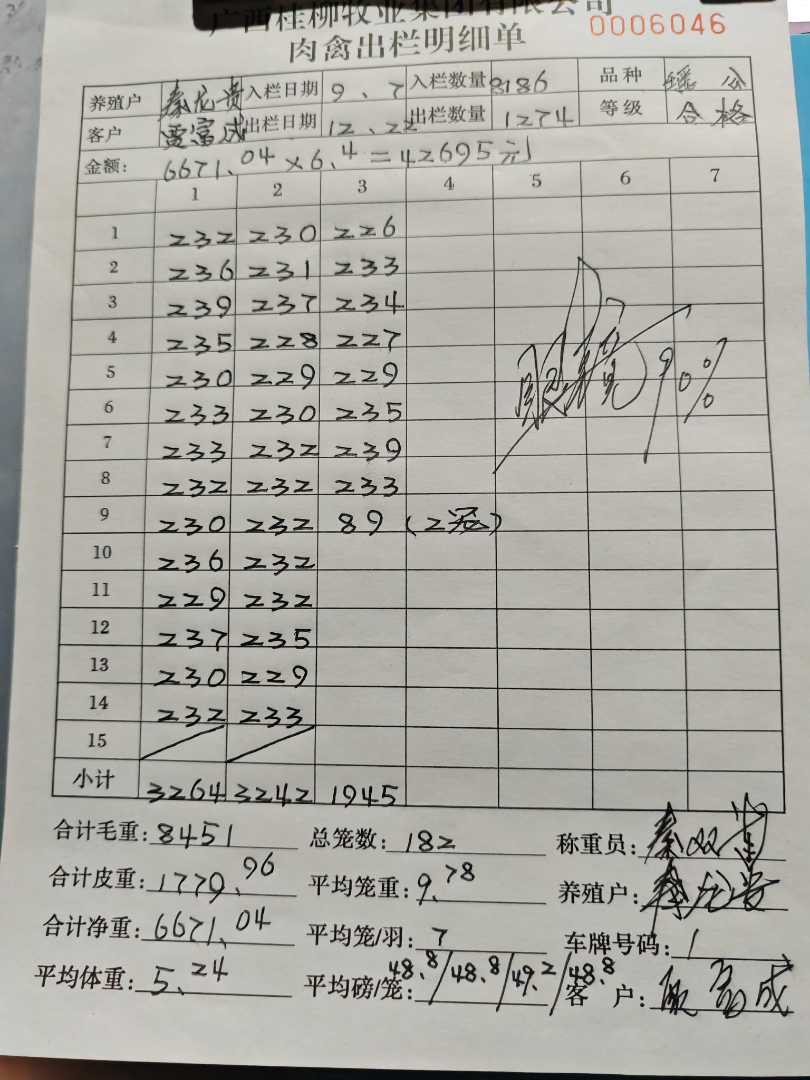 广西桂柳牧业集团有限公司
肉禽出栏明细单 0006046
养殖户 秦龙贵 入栏日期 9、7 入栏数量 8186 品种 瑶公
客户 雷富成 出栏日期 12、22 出栏数量 1274 等级 合格
金额: 6671.04×6.4=42695元
1 2 3 4 5 6 7
1 232 230 226
2 236 231 233
3 239 237 234
4 235 228 227
5 230 229 229
6 233 230 235
7 233 232 239
8 232 232 233
9 230 232 89 (2笼)
10 236 232
11 229 232
12 237 235
13 230 229
14 232 233
15
90%
小计 3264 3242 1945
合计毛重: 8451 总笼数: 182 称重员:
合计皮重: 1779.96 平均笼重: 9.78 养殖户: 秦龙贵
合计净重: 6671.04 平均笼/羽: 7 车牌号码: 1
平均体重: 5.24 平均磅/笼: 48.8/48.8/49.2/48.8 客户: 富成